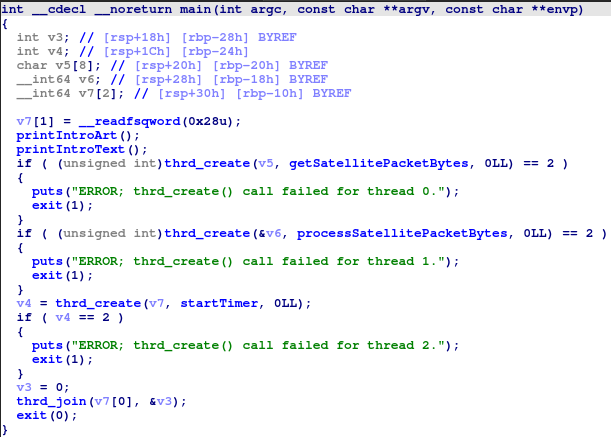 int __cdecl __noreturn main(int argc, const char **argv, const char **envp)
{
  int v3; // [rsp+18h] [rbp-28h] BYREF
  int v4; // [rsp+1Ch] [rbp-24h]
  char v5[8]; // [rsp+20h] [rbp-20h] BYREF
  __int64 v6; // [rsp+28h] [rbp-18h] BYREF
  __int64 v7[2]; // [rsp+30h] [rbp-10h] BYREF

  v7[1] = __readfsqword(0x28u);
  printIntroArt();
  printIntroText();
  if ( (unsigned int)thrd_create(v5, getSatellitePacketBytes, 0LL) == 2 )
  {
    puts("ERROR; thrd_create() call failed for thread 0.");
    exit(1);
  }
  if ( (unsigned int)thrd_create(&v6, processSatellitePacketBytes, 0LL) == 2 )
  {
    puts("ERROR; thrd_create() call failed for thread 1.");
    exit(1);
  }
  v4 = thrd_create(v7, startTimer, 0LL);
  if ( v4 == 2 )
  {
    puts("ERROR; thrd_create() call failed for thread 2.");
    exit(1);
  }
  v3 = 0;
  thrd_join(v7[0], &v3);
  exit(0);
}